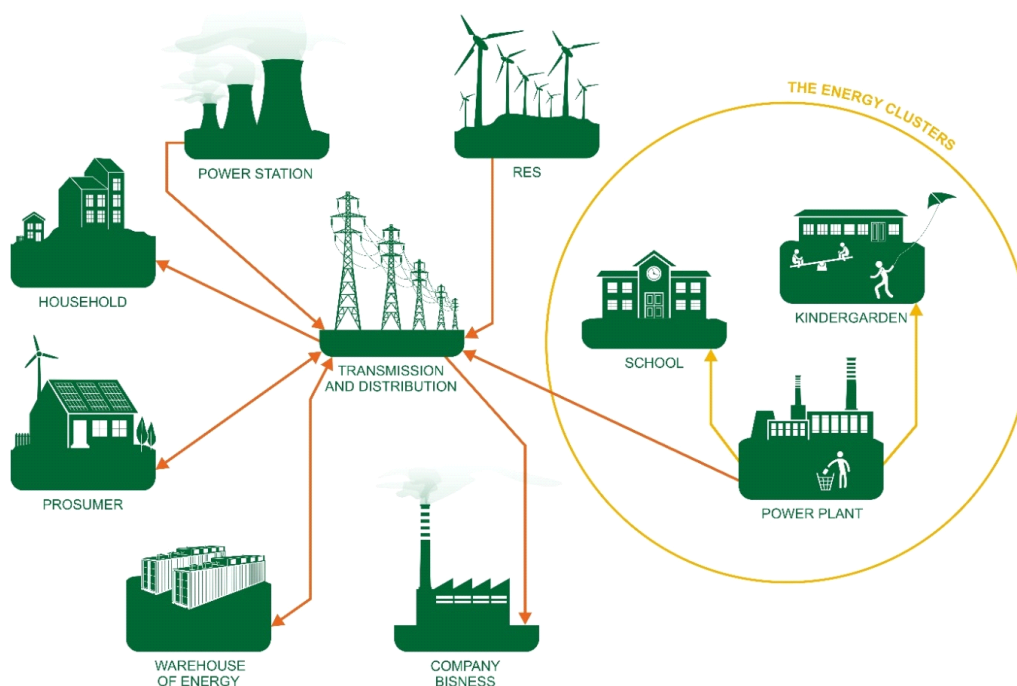 THE ENERGY CLUSTERS
POWER STATION
RES
HOUSEHOLD
KINDERGARDEN
SCHOOL
TRANSMISSION
AND DISTRIBUTION
PROSUMER
POWER PLANT
WAREHOUSE
OF ENERGY
COMPANY
BISNESS